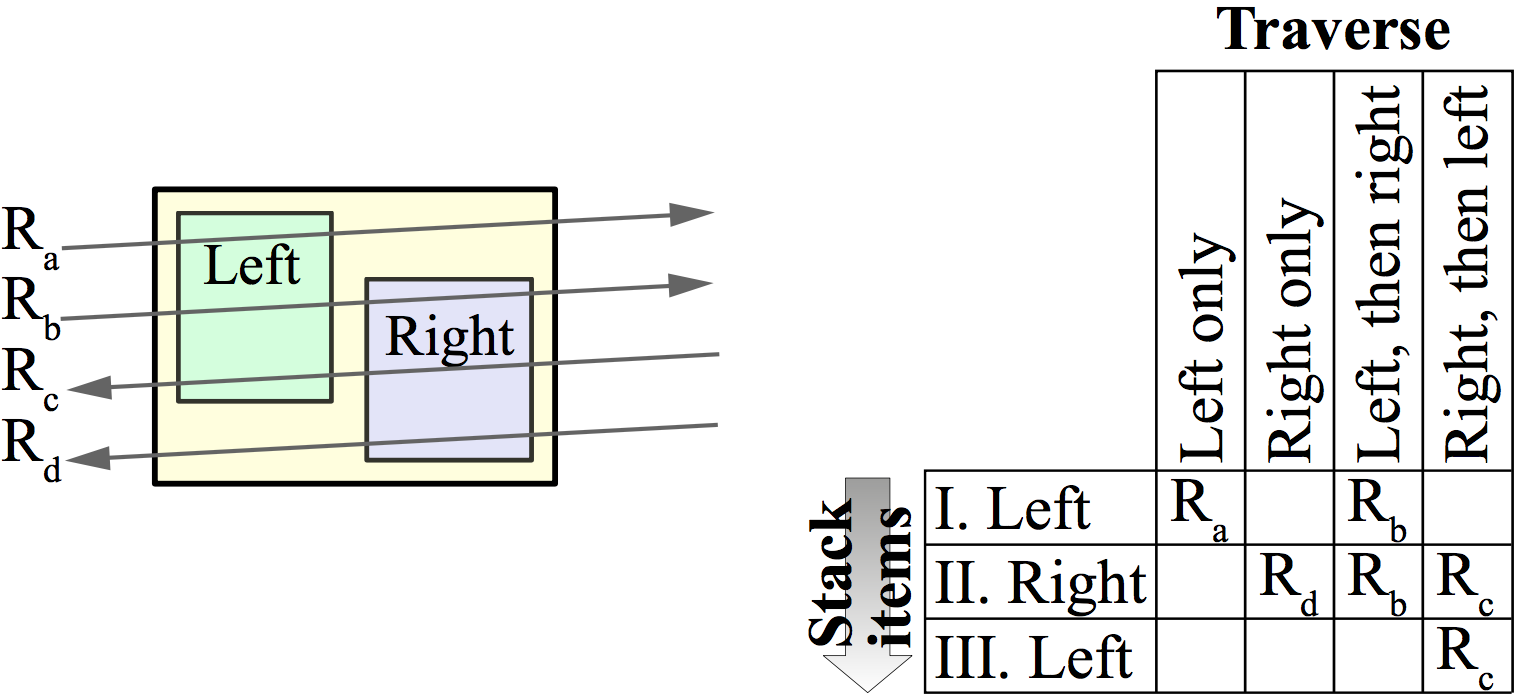 R_a
R_b
R_c
R_d
Left
Right
Traverse
Left only
Right only
Left, then right
Right, then left
Stack
items
I. Left R_a R_b
II. Right R_d R_b R_c
III. Left R_c